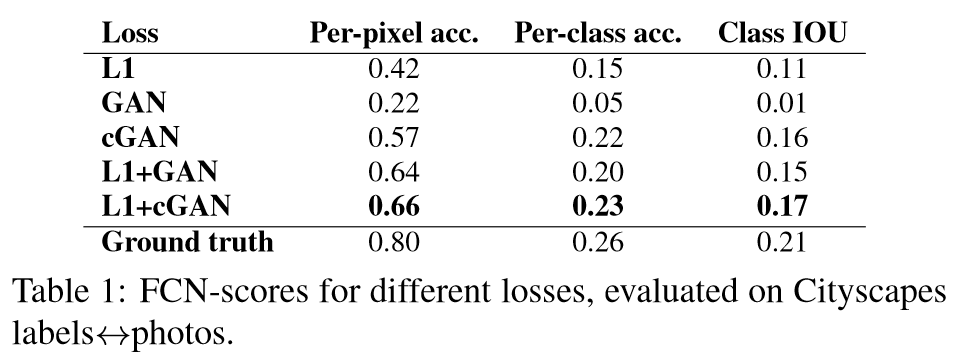 Loss Per-pixel acc. Per-class acc. Class IOU
L1 0.42 0.15 0.11
GAN 0.22 0.05 0.01
cGAN 0.57 0.22 0.16
L1+GAN 0.64 0.20 0.15
L1+cGAN 0.66 0.23 0.17
Ground truth 0.80 0.26 0.21
Table 1: FCN-scores for different losses, evaluated on Cityscapes
labels↔photos.